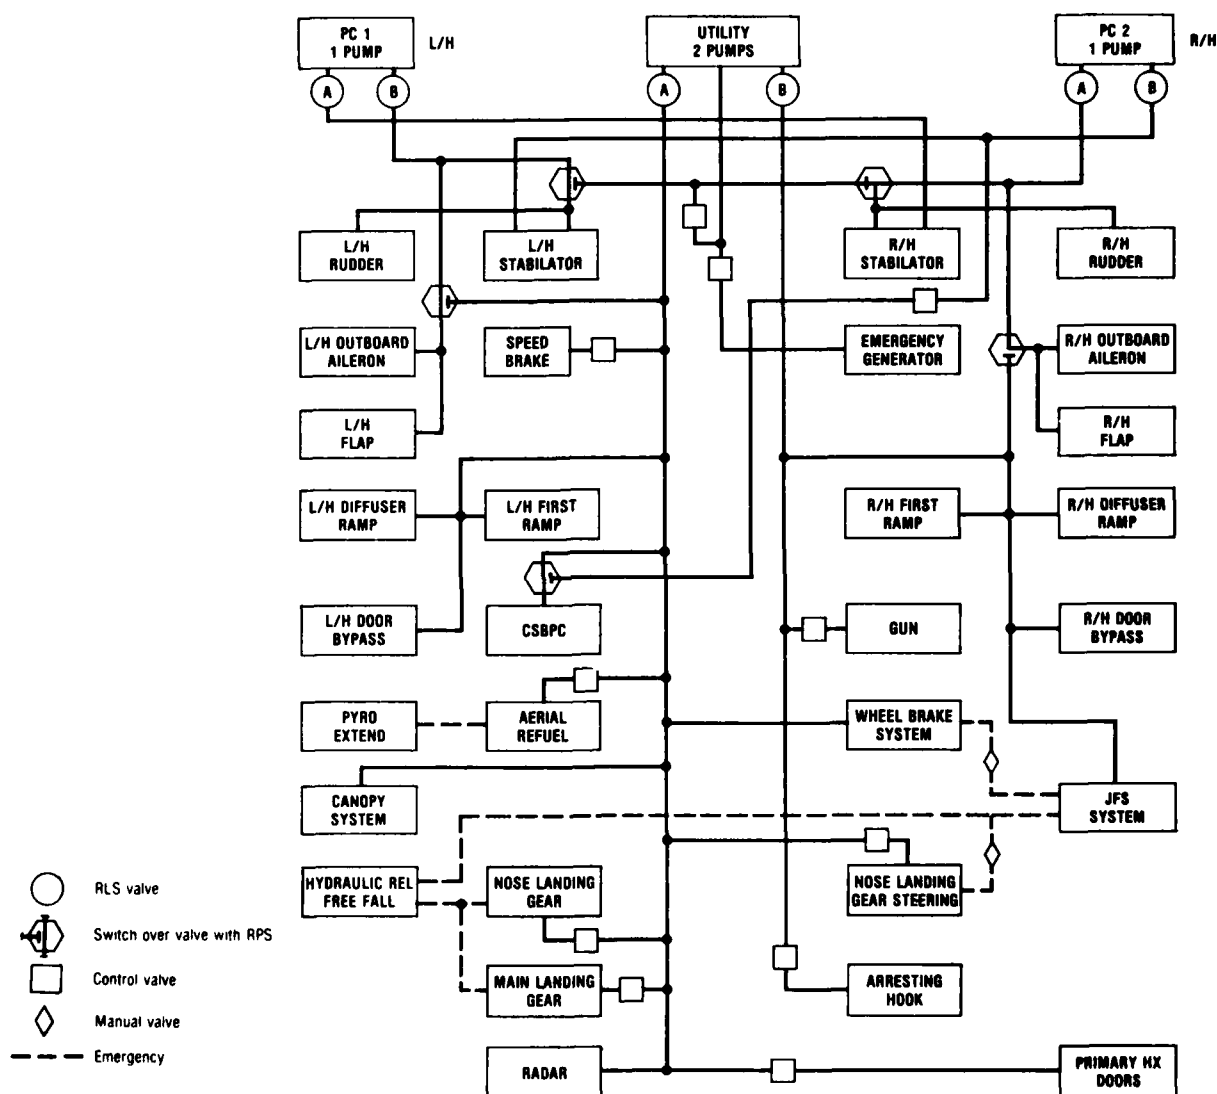 PC 1
1 PUMP
L/H
UTILITY
2 PUMPS
PC 2
1 PUMP
R/H
A
B
A
B
A
B
L/H
RUDDER
L/H
STABILATOR
R/H
STABILATOR
R/H
RUDDER
L/H OUTBOARD
AILERON
SPEED
BRAKE
EMERGENCY
GENERATOR
R/H OUTBOARD
AILERON
L/H
FLAP
R/H
FLAP
L/H DIFFUSER
RAMP
L/H FIRST
RAMP
R/H FIRST
RAMP
R/H DIFFUSER
RAMP
L/H DOOR
BYPASS
CSBPC
GUN
R/H DOOR
BYPASS
PYRO
EXTEND
AERIAL
REFUEL
WHEEL BRAKE
SYSTEM
CANOPY
SYSTEM
JFS
SYSTEM
HYDRAULIC REL
FREE FALL
NOSE LANDING
GEAR
NOSE LANDING
GEAR STEERING
MAIN LANDING
GEAR
ARRESTING
HOOK
RADAR
PRIMARY HX
DOORS
RLS valve
Switch over valve with RPS
Control valve
Manual valve
Emergency